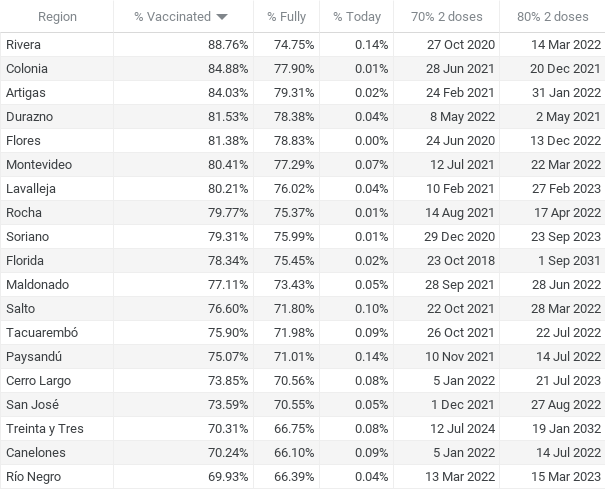 Region % Vaccinated % Fully % Today 70% 2 doses 80% 2 doses
Rivera 88.76% 74.75% 0.14% 27 Oct 2020 14 Mar 2022
Colonia 84.88% 77.90% 0.01% 28 Jun 2021 20 Dec 2021
Artigas 84.03% 79.31% 0.02% 24 Feb 2021 31 Jan 2022
Durazno 81.53% 78.38% 0.04% 8 May 2022 2 May 2021
Flores 81.38% 78.83% 0.00% 24 Jun 2020 13 Dec 2022
Montevideo 80.41% 77.29% 0.07% 12 Jul 2021 22 Mar 2022
Lavalleja 80.21% 76.02% 0.04% 10 Feb 2021 27 Feb 2023
Rocha 79.77% 75.37% 0.01% 14 Aug 2021 17 Apr 2022
Soriano 79.31% 75.99% 0.01% 29 Dec 2020 23 Sep 2023
Florida 78.34% 75.45% 0.02% 23 Oct 2018 1 Sep 2031
Maldonado 77.11% 73.43% 0.05% 28 Sep 2021 28 Jun 2022
Salto 76.60% 71.80% 0.10% 22 Oct 2021 28 Mar 2022
Tacuarembó 75.90% 71.98% 0.09% 26 Oct 2021 22 Jul 2022
Paysandú 75.07% 71.01% 0.14% 10 Nov 2021 14 Jul 2022
Cerro Largo 73.85% 70.56% 0.08% 5 Jan 2022 21 Jul 2023
San José 73.59% 70.55% 0.05% 1 Dec 2021 27 Aug 2022
Treinta y Tres 70.31% 66.75% 0.08% 12 Jul 2024 19 Jan 2032
Canelones 70.24% 66.10% 0.09% 5 Jan 2022 14 Jul 2022
Río Negro 69.93% 66.39% 0.04% 13 Mar 2022 15 Mar 2023